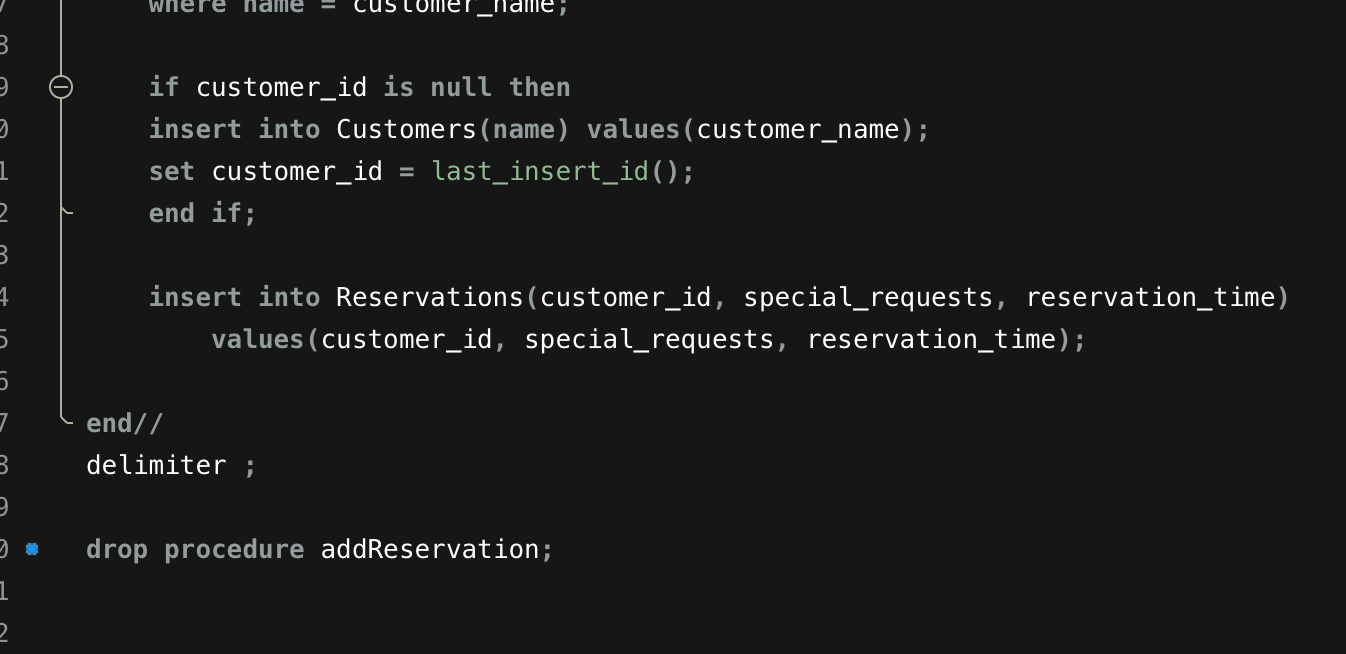 7 where name = customer_name;
8
9 if customer_id is null then
0 insert into Customers(name) values(customer_name);
1 set customer_id = last_insert_id();
2 end if;
3
4 insert into Reservations(customer_id, special_requests, reservation_time)
5 values(customer_id, special_requests, reservation_time);
6
7 end//
8 delimiter ;
9
0 drop procedure addReservation;
1
2